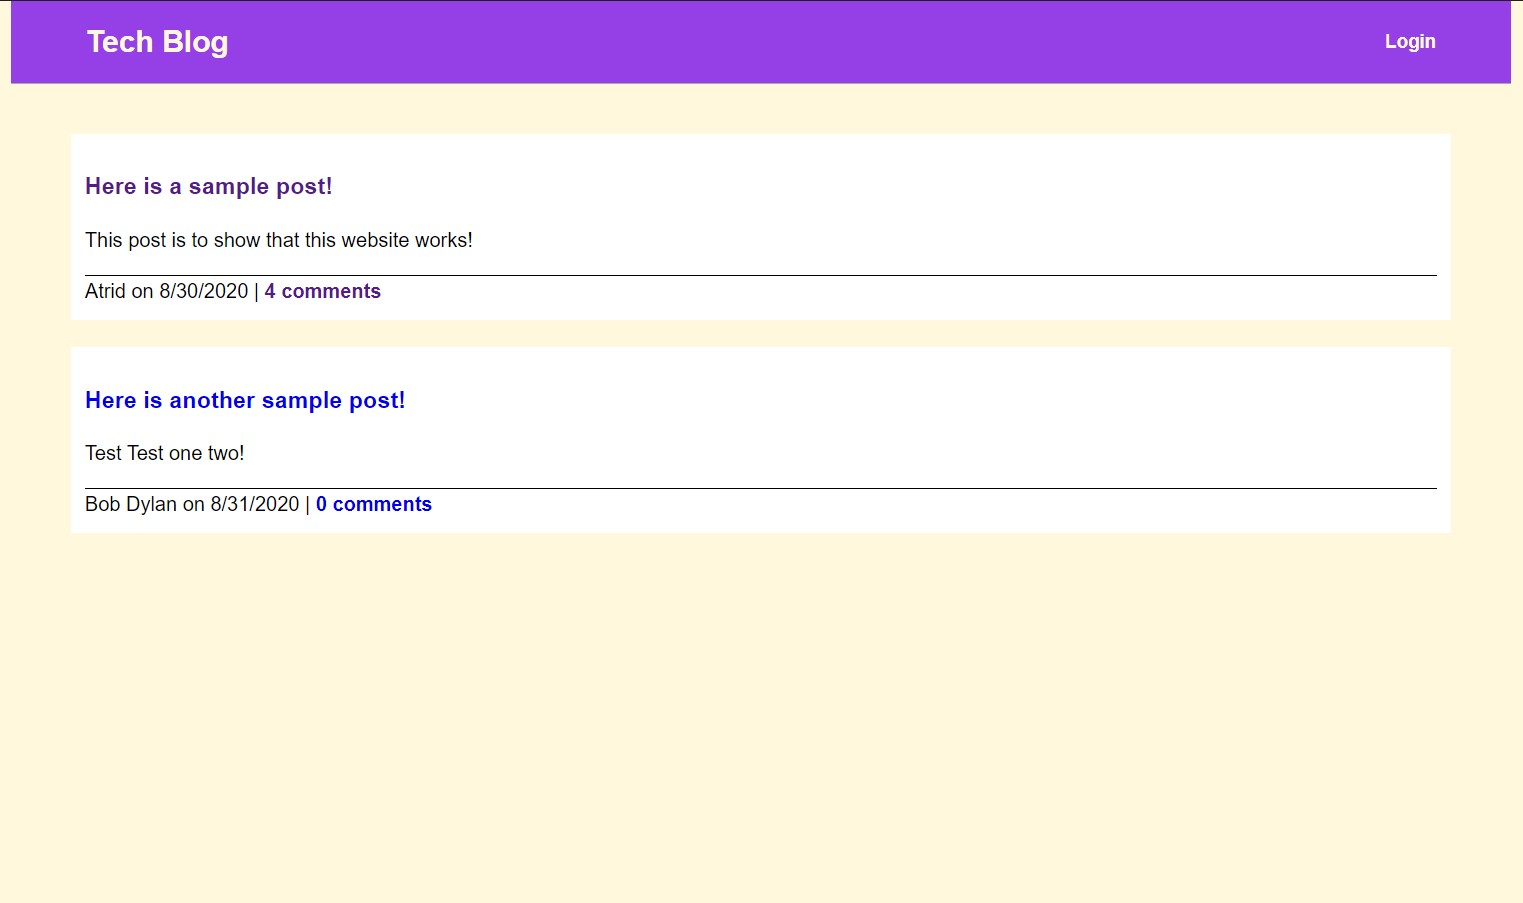 Tech Blog
Login
Here is a sample post!
This post is to show that this website works!
Atrid on 8/30/2020 | 4 comments
Here is another sample post!
Test Test one two!
Bob Dylan on 8/31/2020 | 0 comments